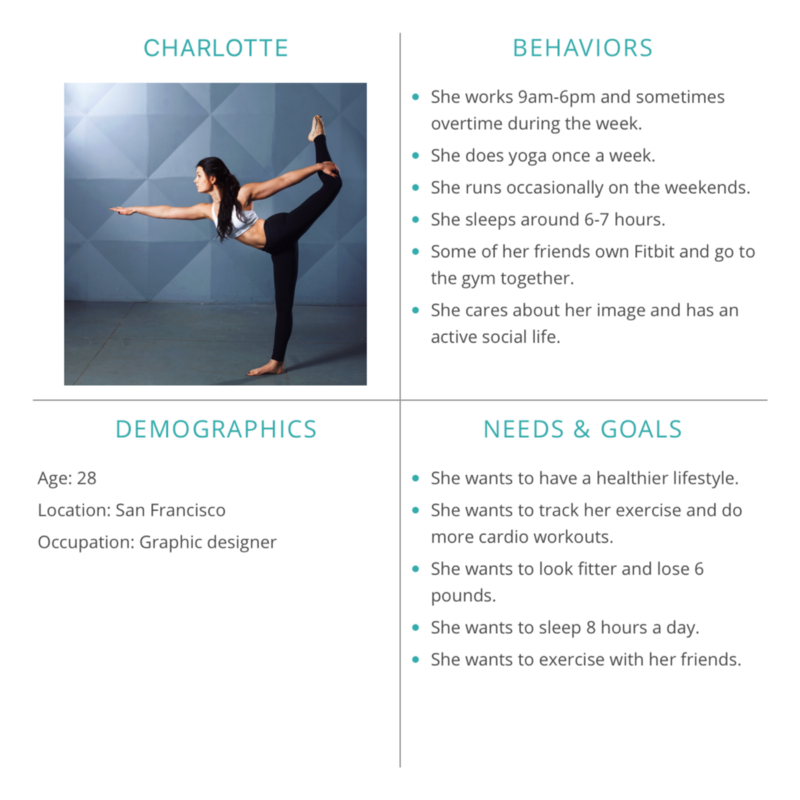 CHARLOTTE
BEHAVIORS
She works 9am-6pm and sometimes
overtime during the week.
She does yoga once a week.
She runs occasionally on the weekends.
She sleeps around 6-7 hours.
Some of her friends own Fitbit and go to
the gym together.
She cares about her image and has an
active social life.
DEMOGRAPHICS
Age: 28
Location: San Francisco
Occupation: Graphic designer
NEEDS & GOALS
She wants to have a healthier lifestyle.
She wants to track her exercise and do
more cardio workouts.
She wants to look fitter and lose 6
pounds.
She wants to sleep 8 hours a day.
She wants to exercise with her friends.